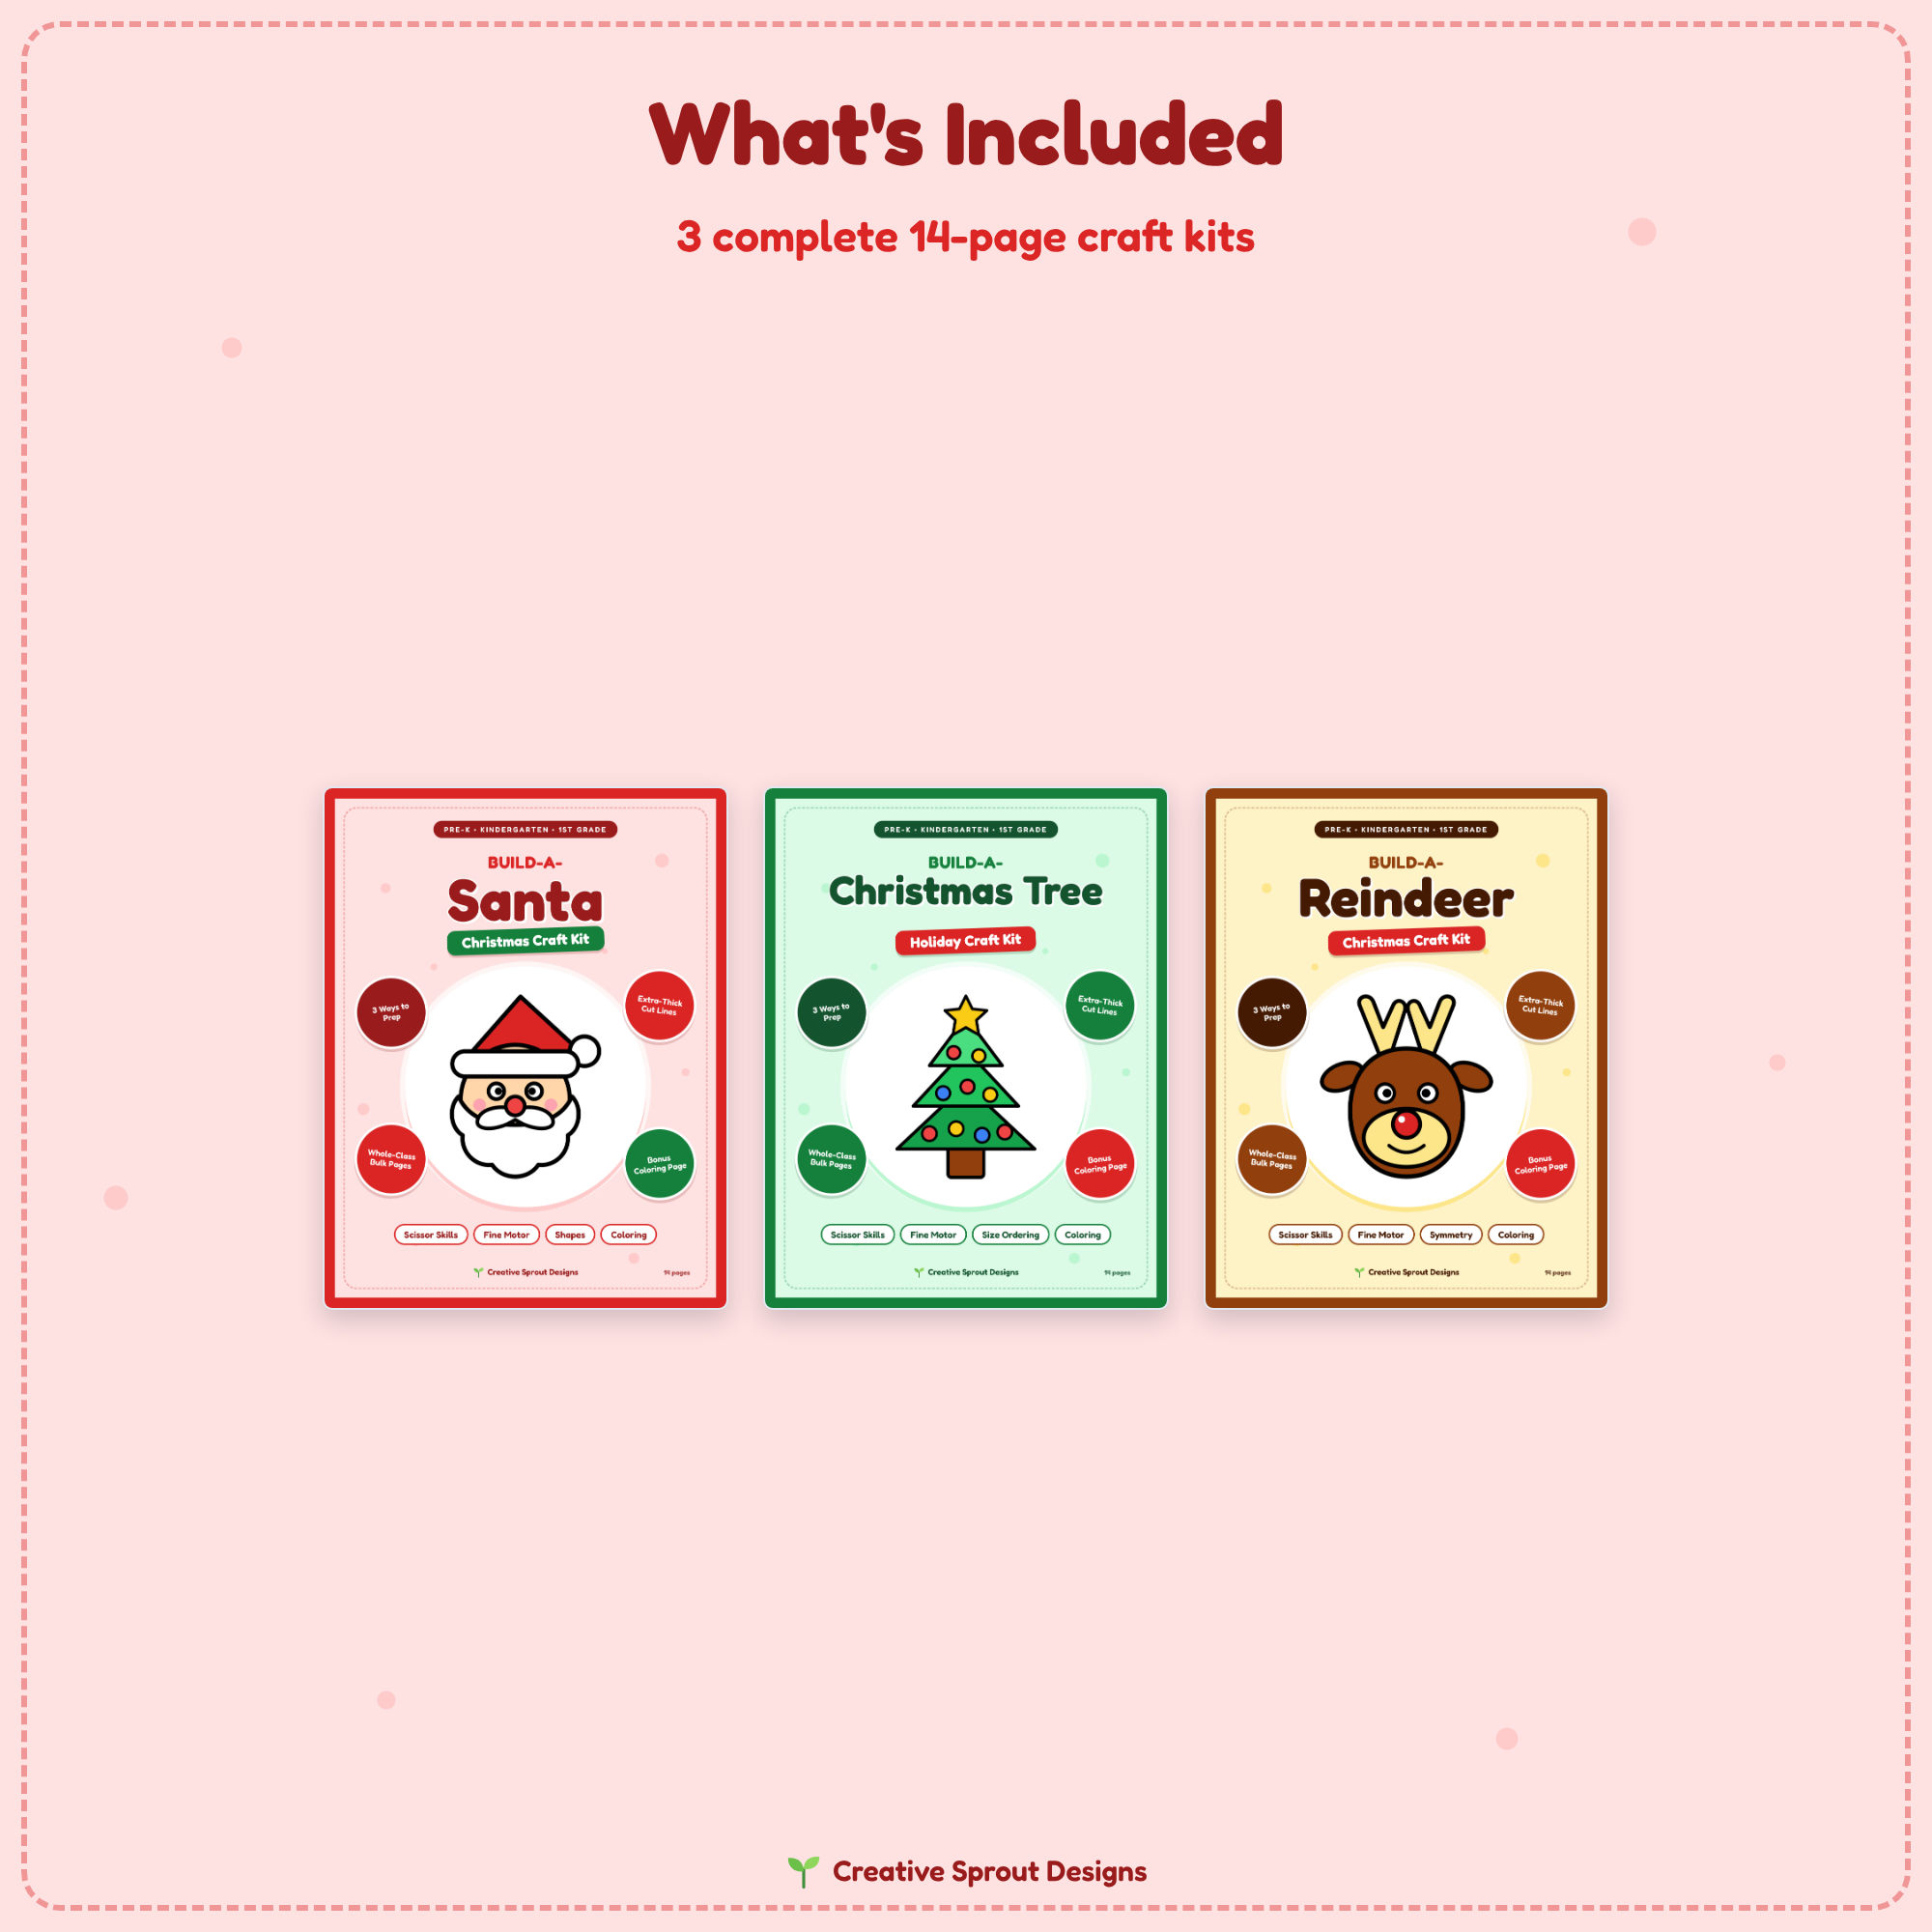 What's Included
3 complete 14-page craft kits
PRE-K • KINDERGARTEN • 1ST GRADE
BUILD-A-
Santa
Christmas Craft Kit
3 Ways to
Prep
Extra-Thick
Cut Lines
Whole-Class
Bulk Pages
Bonus
Coloring Page
Scissor Skills
Fine Motor
Shapes
Coloring
Creative Sprout Designs
14 pages
PRE-K • KINDERGARTEN • 1ST GRADE
BUILD-A-
Christmas Tree
Holiday Craft Kit
3 Ways to
Prep
Extra-Thick
Cut Lines
Whole-Class
Bulk Pages
Bonus
Coloring Page
Scissor Skills
Fine Motor
Size Ordering
Coloring
Creative Sprout Designs
14 pages
PRE-K • KINDERGARTEN • 1ST GRADE
BUILD-A-
Reindeer
Christmas Craft Kit
3 Ways to
Prep
Extra-Thick
Cut Lines
Whole-Class
Bulk Pages
Bonus
Coloring Page
Scissor Skills
Fine Motor
Symmetry
Coloring
Creative Sprout Designs
14 pages
Creative Sprout Designs